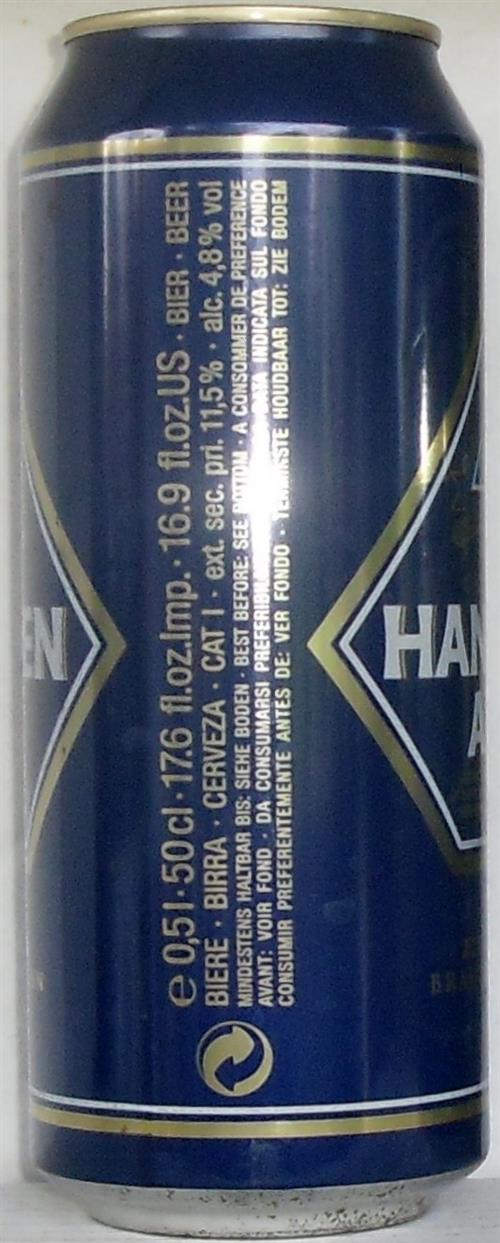 e 0,5 l · 50 cl · 17.6 fl.oz.Imp. · 16.9 fl.oz.US · BIER · BEER
BIERE · BIRRA · CERVEZA · CAT I · ext. sec. pri. 11,5% · alc. 4,8% vol
MINDESTENS HALTBAR BIS: SIEHE BODEN · BEST BEFORE: SEE BOTTOM · A CONSOMMER DE PREFERENCE
AVANT: VOIR FOND · DA CONSUMARSI DATA INDICATA SUL FONDO
CONSUMIR PREFERENTEMENTE ANTES DE: VER FONDO · TENMINSTE HOUDBAAR TOT: ZIE BODEM
EN
HAN
A